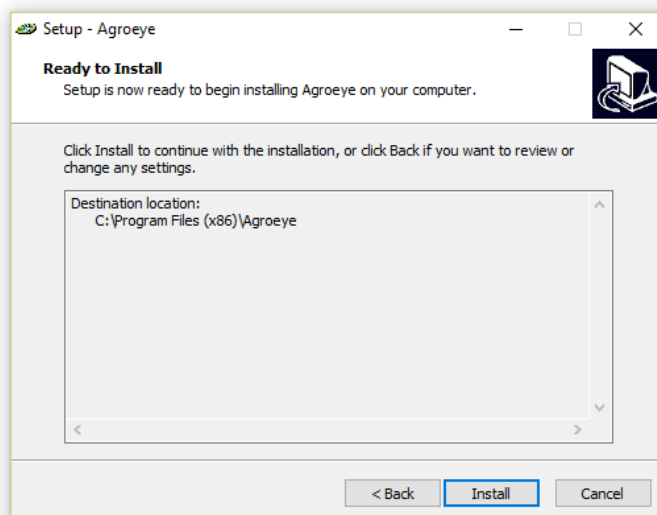 Setup - Agroeye
Ready to Install
Setup is now ready to begin installing Agroeye on your computer.
Click Install to continue with the installation, or click Back if you want to review or
change any settings.
Destination location:
C:\Program Files (x86)\Agroeye
< Back
Install
Cancel